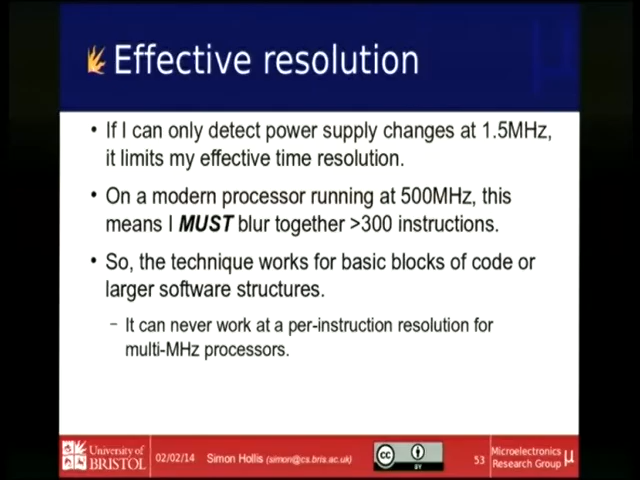 Effective resolution
• If I can only detect power supply changes at 1.5MHz,
it limits my effective time resolution.
• On a modern processor running at 500MHz, this
means I MUST blur together >300 instructions.
• So, the technique works for basic blocks of code or
larger software structures.
– It can never work at a per-instruction resolution for
multi-MHz processors.
University of
BRISTOL
02/02/14
Simon Hollis (simon@cs.bris.ac.uk)
cc
BY
53
Microelectronics
Research Group
μ